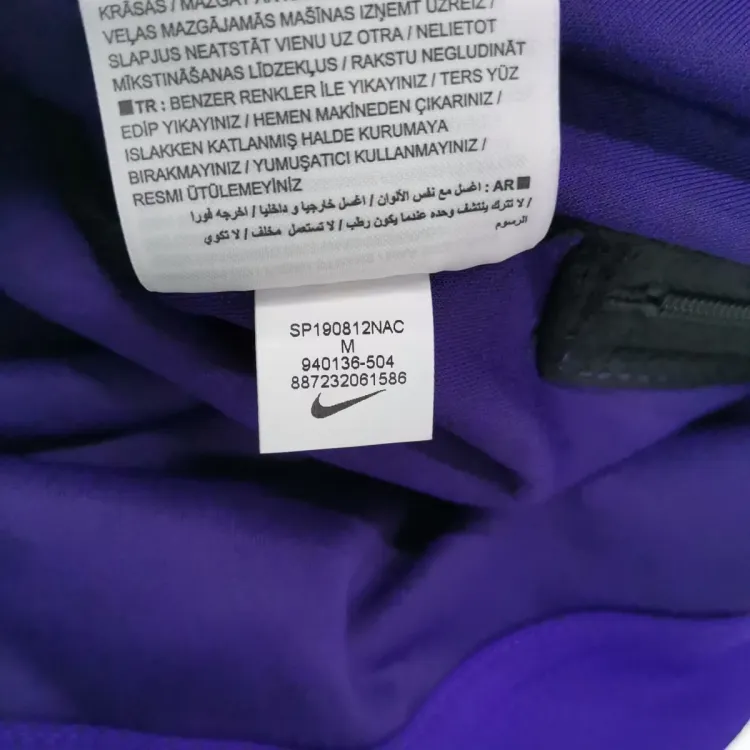 KRĀSĀS / MAZGĀT
VEĻAS MAZGĀJAMĀS MAŠĪNAS IZŅEMT UZREIZ /
SLAPJUS NEATSTĀT VIENU UZ OTRA / NELIETOT
MĪKSTINĀŠANAS LĪDZEKĻUS / RAKSTU NEGLUDINĀT
■TR : BENZER RENKLER İLE YIKAYINIZ / TERS YÜZ
EDİP YIKAYINIZ / HEMEN MAKİNEDEN ÇIKARINIZ /
ISLAKKEN KATLANMIŞ HALDE KURUMAYA
BIRAKMAYINIZ / YUMUŞATICI KULLANMAYINIZ /
RESMI ÜTÜLEMEYİNİZ
■AR : اغسل مع نفس الألوان / اغسل خارجيا و داخليا / اخرجه فورا
/ لا تترك ينتشف وحده عندما يكون رطب / لا تستعمل مخلف / لا تكوي
الرسوم
SP190812NAC
M
940136-504
887232061586